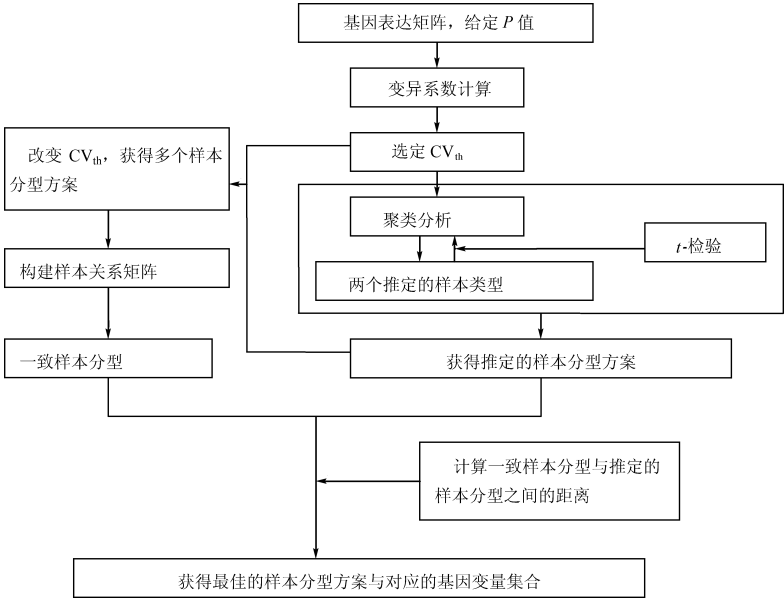 基因表达矩阵，给定 P 值
变异系数计算
选定 CVth
改变 CVth，获得多个样本
分型方案
聚类分析
t-检验
两个推定的样本类型
构建样本关系矩阵
一致样本分型
获得推定的样本分型方案
计算一致样本分型与推定的
样本分型之间的距离
获得最佳的样本分型方案与对应的基因变量集合